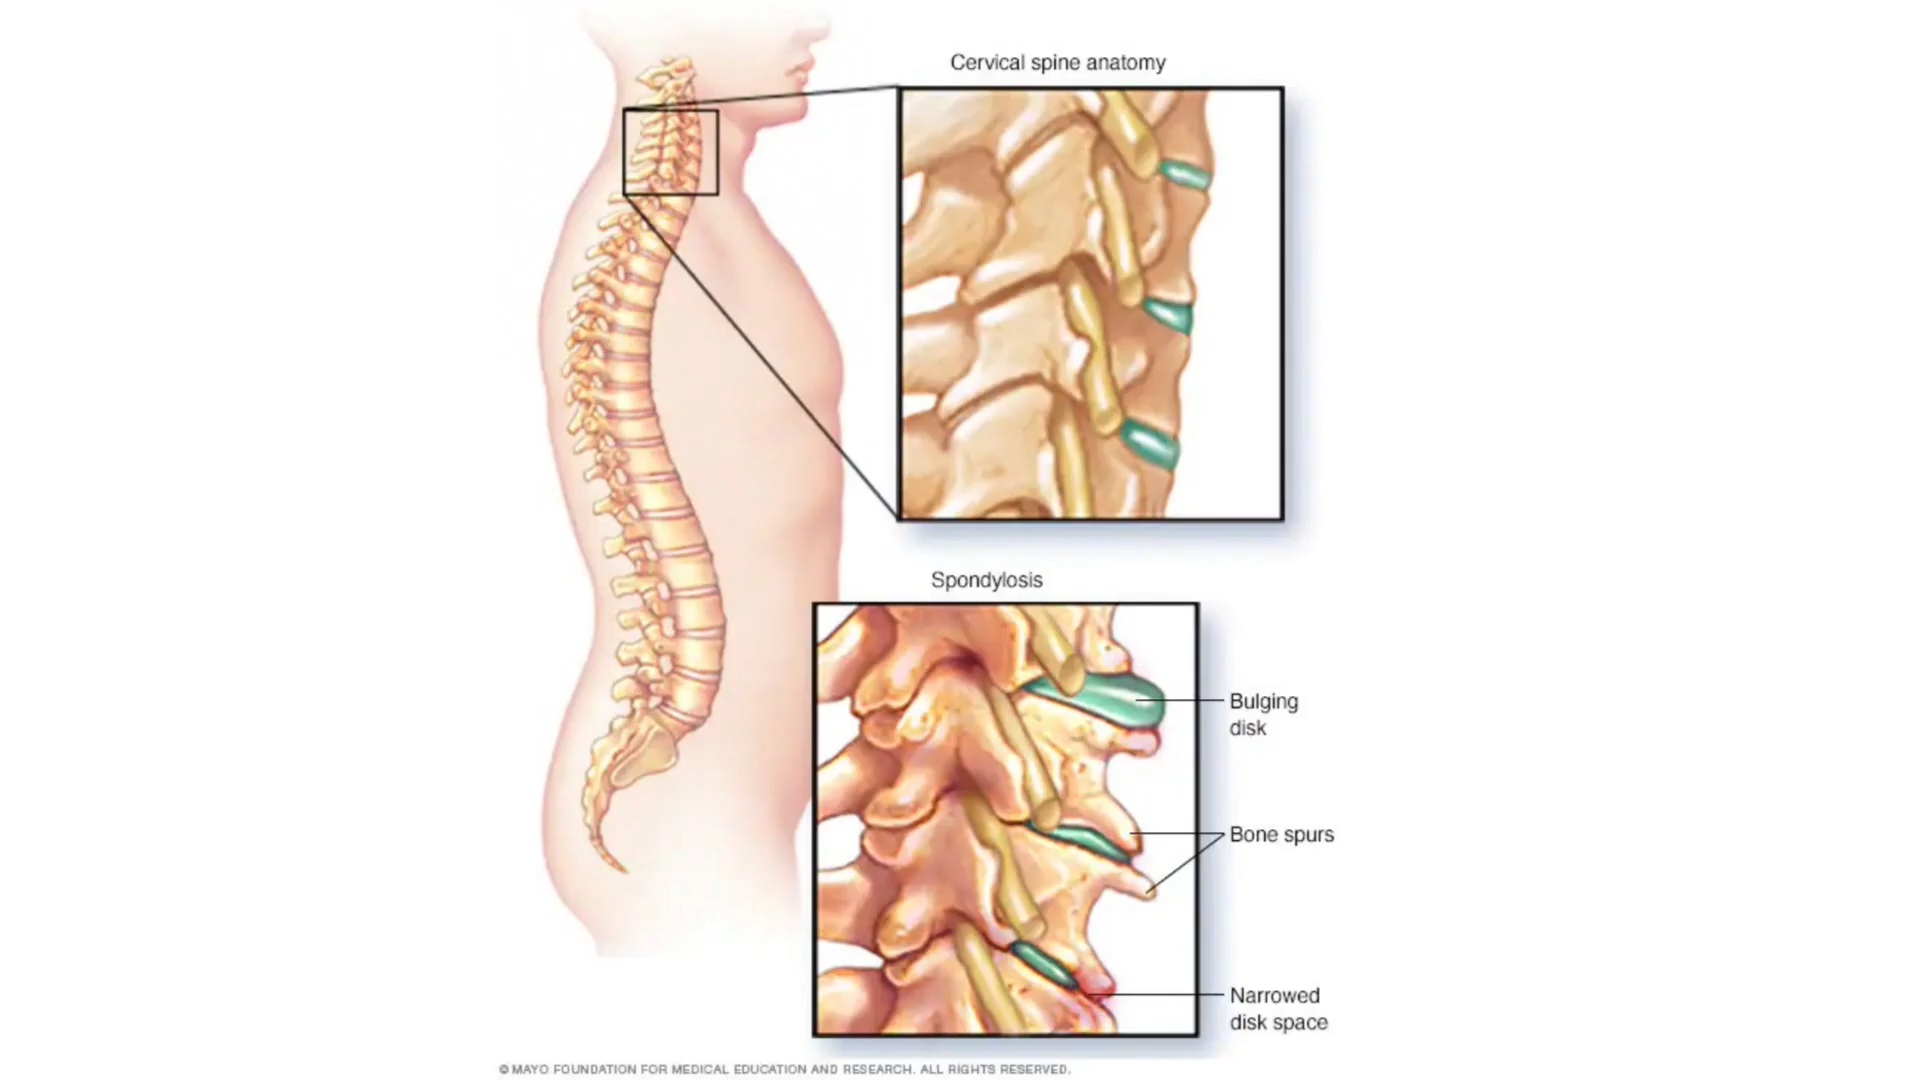 Cervical spine anatomy
Spondylosis
Bulging
disk
Bone spurs
Narrowed
disk space
© MAYO FOUNDATION FOR MEDICAL EDUCATION AND RESEARCH. ALL RIGHTS RESERVED.